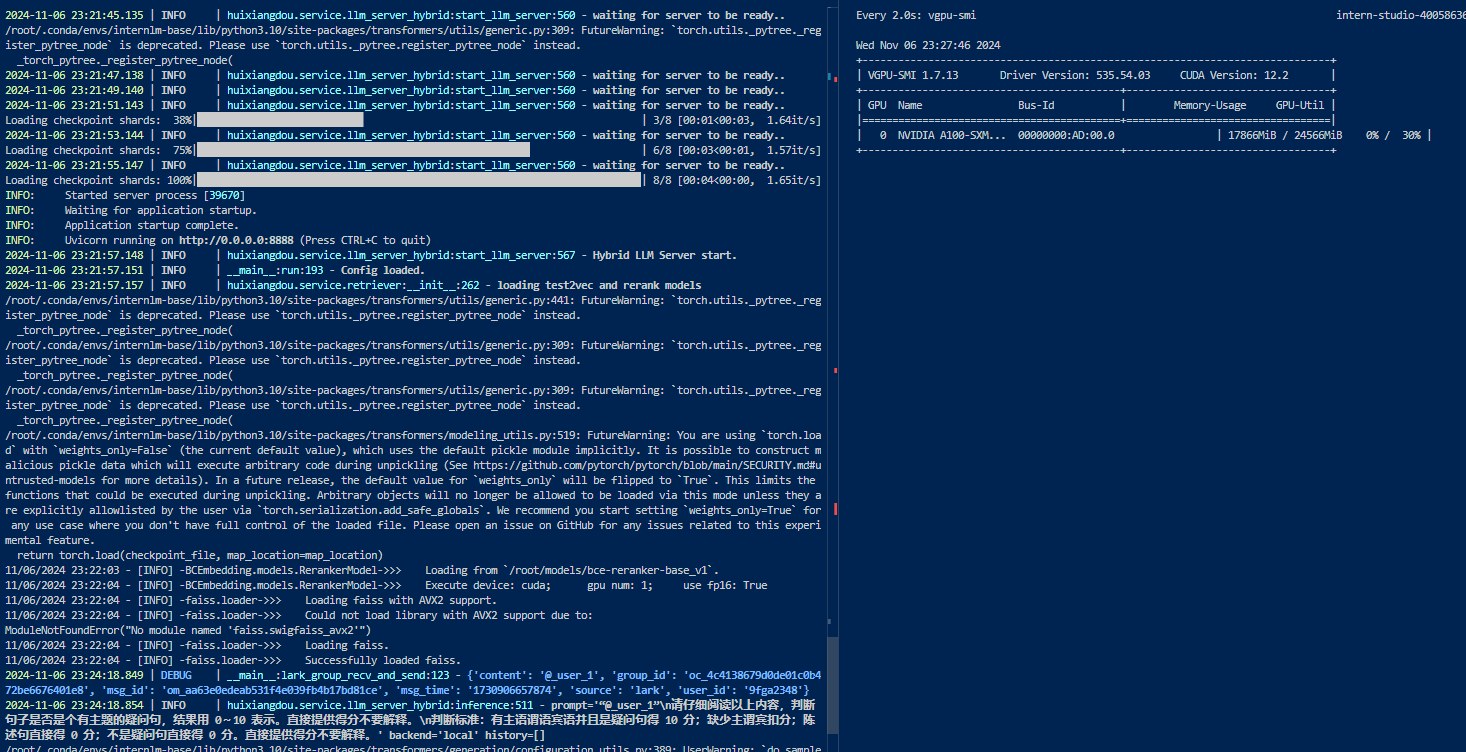 2024-11-06 23:21:45.135 | INFO     | huixiangdou.service.llm_server_hybrid:start_llm_server:560 - waiting for server to be ready..
/root/.conda/envs/internlm-base/lib/python3.10/site-packages/transformers/utils/generic.py:309: FutureWarning: `torch.utils._pytree._reg
ister_pytree_node` is deprecated. Please use `torch.utils._pytree.register_pytree_node` instead.
  _torch_pytree._register_pytree_node(
2024-11-06 23:21:47.138 | INFO     | huixiangdou.service.llm_server_hybrid:start_llm_server:560 - waiting for server to be ready..
2024-11-06 23:21:49.140 | INFO     | huixiangdou.service.llm_server_hybrid:start_llm_server:560 - waiting for server to be ready..
2024-11-06 23:21:51.143 | INFO     | huixiangdou.service.llm_server_hybrid:start_llm_server:560 - waiting for server to be ready..
Loading checkpoint shards:  38%| | 3/8 [00:01<00:03,  1.64it/s]
2024-11-06 23:21:53.144 | INFO     | huixiangdou.service.llm_server_hybrid:start_llm_server:560 - waiting for server to be ready..
Loading checkpoint shards:  75%| | 6/8 [00:03<00:01,  1.57it/s]
2024-11-06 23:21:55.147 | INFO     | huixiangdou.service.llm_server_hybrid:start_llm_server:560 - waiting for server to be ready..
Loading checkpoint shards: 100%| | 8/8 [00:04<00:00,  1.65it/s]
INFO:     Started server process [39670]
INFO:     Waiting for application startup.
INFO:     Application startup complete.
INFO:     Uvicorn running on http://0.0.0.0:8888 (Press CTRL+C to quit)
2024-11-06 23:21:57.148 | INFO     | huixiangdou.service.llm_server_hybrid:start_llm_server:567 - Hybrid LLM Server start.
2024-11-06 23:21:57.151 | INFO     | __main__:run:193 - Config loaded.
2024-11-06 23:21:57.157 | INFO     | huixiangdou.service.retriever:__init__:262 - loading test2vec and rerank models
/root/.conda/envs/internlm-base/lib/python3.10/site-packages/transformers/utils/generic.py:441: FutureWarning: `torch.utils._pytree._reg
ister_pytree_node` is deprecated. Please use `torch.utils._pytree.register_pytree_node` instead.
  _torch_pytree._register_pytree_node(
/root/.conda/envs/internlm-base/lib/python3.10/site-packages/transformers/utils/generic.py:309: FutureWarning: `torch.utils._pytree._reg
ister_pytree_node` is deprecated. Please use `torch.utils._pytree.register_pytree_node` instead.
  _torch_pytree._register_pytree_node(
/root/.conda/envs/internlm-base/lib/python3.10/site-packages/transformers/utils/generic.py:309: FutureWarning: `torch.utils._pytree._reg
ister_pytree_node` is deprecated. Please use `torch.utils._pytree.register_pytree_node` instead.
  _torch_pytree._register_pytree_node(
/root/.conda/envs/internlm-base/lib/python3.10/site-packages/transformers/modeling_utils.py:519: FutureWarning: You are using `torch.loa
d` with `weights_only=False` (the current default value), which uses the default pickle module implicitly. It is possible to construct m
alicious pickle data which will execute arbitrary code during unpickling (See https://github.com/pytorch/pytorch/blob/main/SECURITY.md#u
ntrusted-models for more details). In a future release, the default value for `weights_only` will be flipped to `True`. This limits the
functions that could be executed during unpickling. Arbitrary objects will no longer be allowed to be loaded via this mode unless they a
re explicitly allowlisted by the user via `torch.serialization.add_safe_globals`. We recommend you start setting `weights_only=True` for
 any use case where you don't have full control of the loaded file. Please open an issue on GitHub for any issues related to this experi
mental feature.
  return torch.load(checkpoint_file, map_location=map_location)
11/06/2024 23:22:03 - [INFO] -BCEmbedding.models.RerankerModel->>>    Loading from `/root/models/bce-reranker-base_v1`.
11/06/2024 23:22:04 - [INFO] -BCEmbedding.models.RerankerModel->>>    Execute device: cuda;      gpu num: 1;     use fp16: True
11/06/2024 23:22:04 - [INFO] -faiss.loader->>>    Loading faiss with AVX2 support.
11/06/2024 23:22:04 - [INFO] -faiss.loader->>>    Could not load library with AVX2 support due to:
ModuleNotFoundError("No module named 'faiss.swigfaiss_avx2'")
11/06/2024 23:22:04 - [INFO] -faiss.loader->>>    Loading faiss.
11/06/2024 23:22:04 - [INFO] -faiss.loader->>>    Successfully loaded faiss.
2024-11-06 23:24:18.849 | DEBUG    | __main__:lark_group_recv_and_send:123 - {'content': '@_user_1', 'group_id': 'oc_4c4138679d0de01c0b4
72be6676401e8', 'msg_id': 'om_aa63e0edeab531f4e039fb4b17bd81ce', 'msg_time': '1730906657874', 'source': 'lark', 'user_id': '9fga2348'}
2024-11-06 23:24:18.854 | INFO     | huixiangdou.service.llm_server_hybrid:inference:511 - prompt='“@_user_1”\n请仔细阅读以上内容，判断
句子是否是个有主题的疑问句，结果用 0～10 表示。直接提供得分不要解释。\n判断标准：有主语谓语宾语并且是疑问句得 10 分；缺少主谓宾扣分；陈
述句直接得 0 分；不是疑问句直接得 0 分。直接提供得分不要解释。' backend='local' history=[]
/root/.conda/envs/internlm-base/lib/python3.10/site-packages/transformers/generation/configuration_utils.py:389: UserWarning: `do_sample
Every 2.0s: vgpu-smi intern-studio-40058636
Wed Nov 06 23:27:46 2024
+------------------------------------------------------------------------------+
| VGPU-SMI 1.7.13       Driver Version: 535.54.03     CUDA Version: 12.2       |
+-------------------------------------------+----------------------------------+
| GPU  Name                Bus-Id           |        Memory-Usage     GPU-Util |
|===========================================+==================================|
|   0  NVIDIA A100-SXM...  00000000:AD:00.0                 | 17866MiB / 24566MiB    0% /  30% |
+-------------------------------------------+----------------------------------+